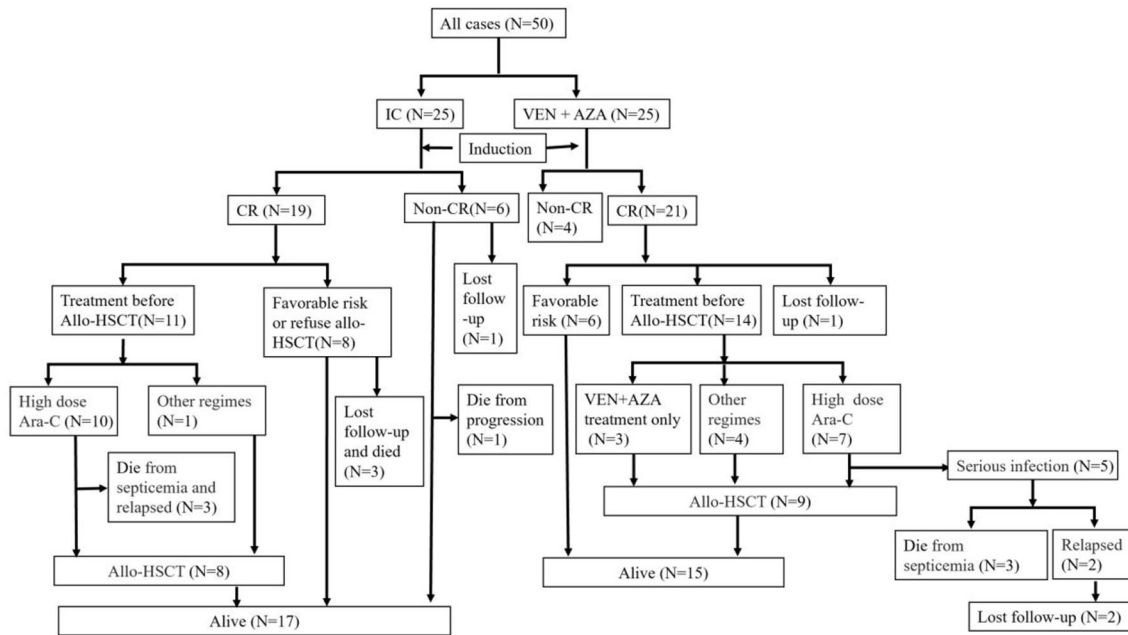 All cases (N=50)
IC (N=25)
VEN + AZA (N=25)
Induction
CR (N=19)
Non-CR(N=6)
Non-CR
(N=4)
CR(N=21)
Treatment before
Allo-HSCT(N=11)
Favorable risk
or refuse allo-
HSCT(N=8)
Lost
follow
-up
(N=1)
Favorable
risk (N=6)
Treatment before
Allo-HSCT(N=14)
Lost follow-
up (N=1)
High dose
Ara-C (N=10)
Other regimes
(N=1)
Lost
follow-up
and died
(N=3)
Die from
progression
(N=1)
VEN+AZA
treatment only
(N=3)
Other
regimes
(N=4)
High dose
Ara-C
(N=7)
Die from
septicemia and
relapsed (N=3)
Serious infection (N=5)
Allo-HSCT (N=9)
Die from
septicemia (N=3)
Relapsed
(N=2)
Allo-HSCT (N=8)
Alive (N=15)
Alive (N=17)
Lost follow-up (N=2)